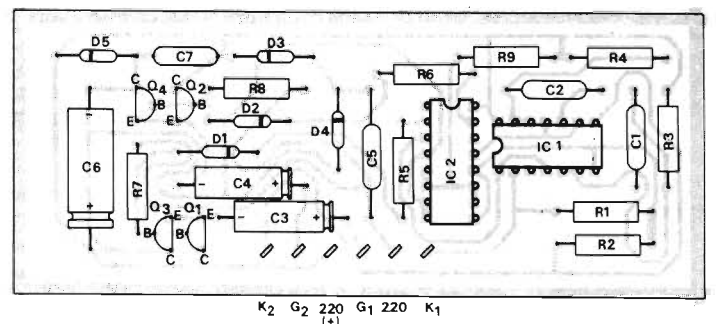 D5 C7 D3 R9 R4
C Q4 C Q2 R8 R6 C2
B B
E E D2 D4
C6 R7 D1 C5 R5 IC 2 IC 1 C1 R3
- C4 +
Q3 E Q1 E - C3 + R1
B B
C C R2
K2 G2 220 G1 220 K1
(+)